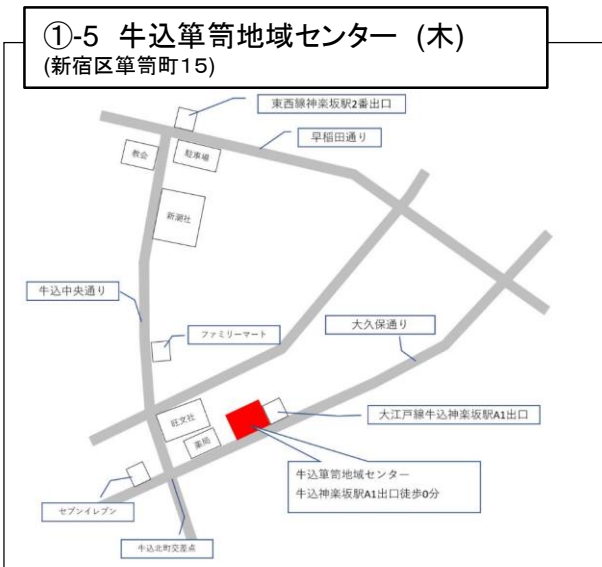 ①-5 牛込箪笥地域センター (木)
(新宿区箪笥町15)
東西線神楽坂駅2番出口
早稲田通り
教会
駐車場
新潮社
牛込中央通り
ファミリーマート
大久保通り
旺文社
大江戸線牛込神楽坂駅A1出口
薬局
牛込箪笥地域センター
牛込神楽坂駅A1出口徒歩0分
セブンイレブン
牛込北町交差点